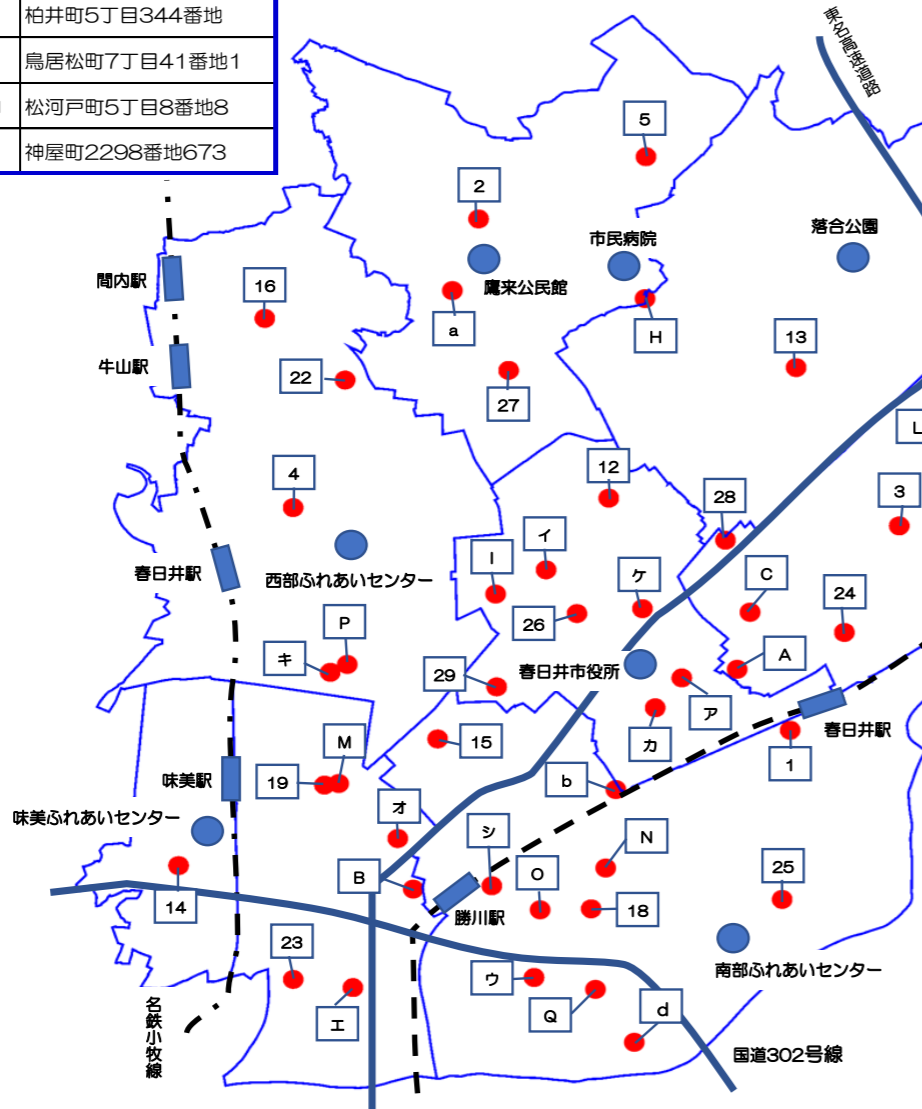 柏井町5丁目344番地
鳥居松町7丁目41番地1
松河戸町5丁目8番地8
神屋町2298番地673
東名高速道路
5
2
市民病院
落合公園
間内駅
16
鷹来公民館
a
H
13
牛山駅
22
27
L
12
4
28
3
イ
I
ケ
C
春日井駅
西部ふれあいセンター
26
24
P
キ
29
春日井市役所
A
ア
カ
春日井駅
M
15
味美駅
19
b
1
味美ふれあいセンター
オ
シ
N
B
O
25
14
勝川駅
18
23
南部ふれあいセンター
ウ
エ
Q
d
名鉄小牧線
国道302号線